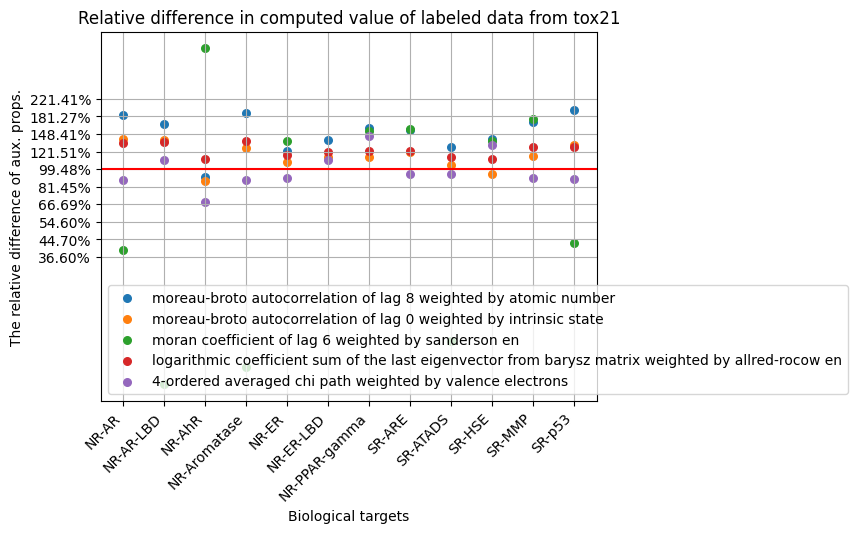 Relative difference in computed value of labeled data from tox21
The relative difference of aux. props.
221.41%
181.27%
148.41%
121.51%
99.48%
81.45%
66.69%
54.60%
44.70%
36.60%
moreau-broto autocorrelation of lag 8 weighted by atomic number
moreau-broto autocorrelation of lag 0 weighted by intrinsic state
moran coefficient of lag 6 weighted by sanderson en
logarithmic coefficient sum of the last eigenvector from barysz matrix weighted by allred-rocow en
4-ordered averaged chi path weighted by valence electrons
NR-AR
NR-AR-LBD
NR-AhR
NR-Aromatase
NR-ER
NR-ER-LBD
NR-PPAR-gamma
SR-ARE
SR-ATADS
SR-HSE
SR-MMP
SR-p53
Biological targets